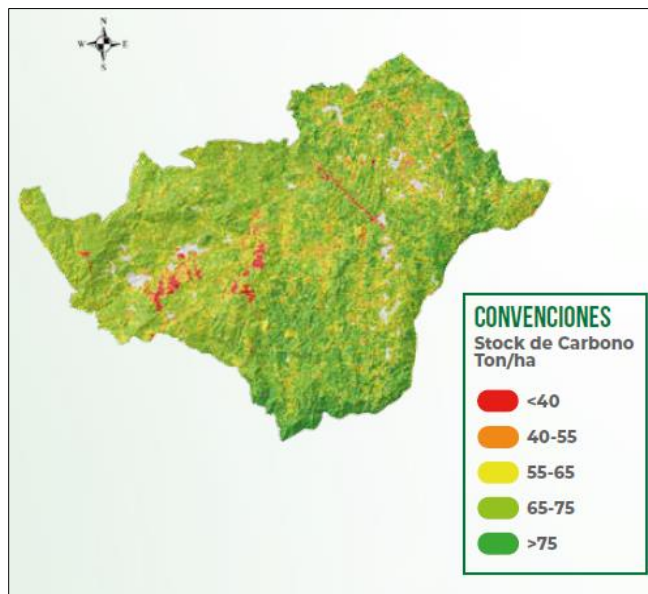 N
W E
S
CONVENCIONES
Stock de Carbono
Ton/ha
<40
40-55
55-65
65-75
>75